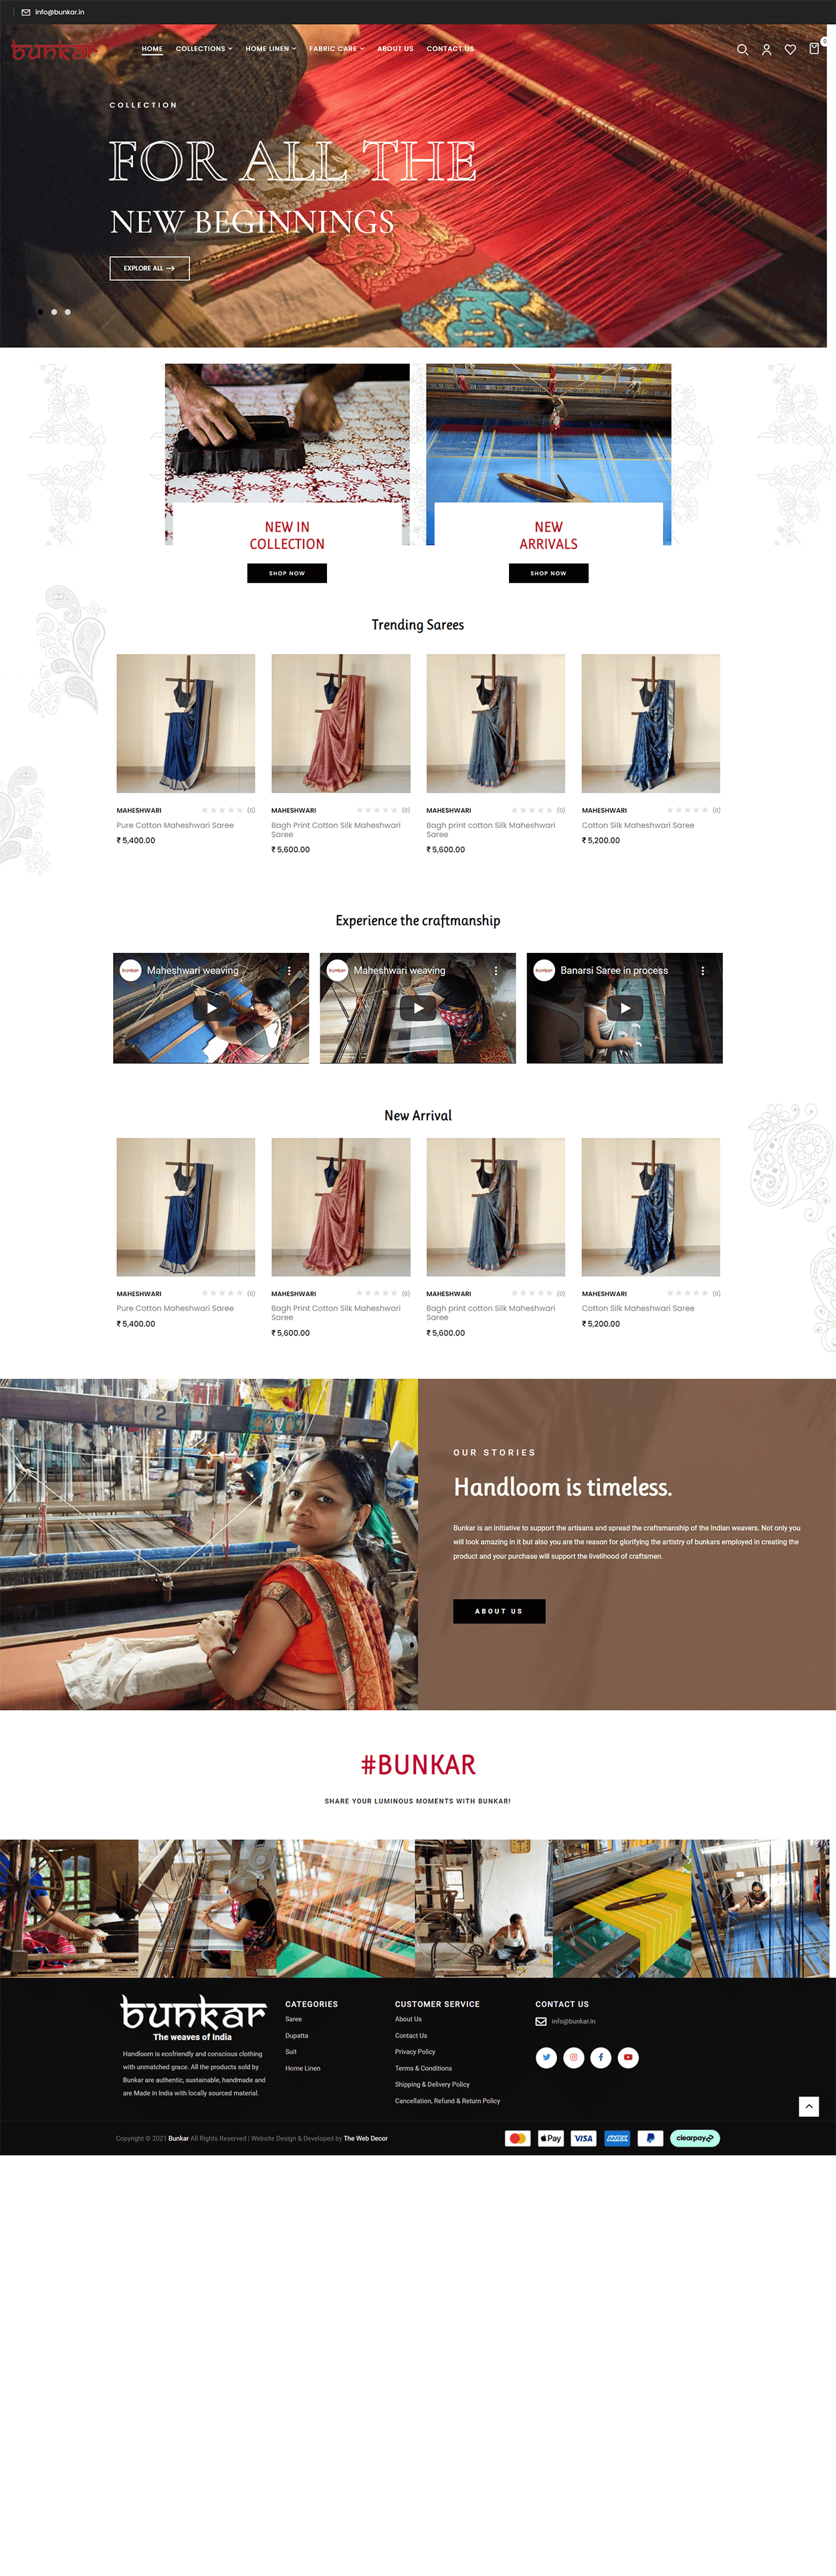 info@bunkar.in
bunkar
HOME COLLECTIONS HOME LINEN FABRIC CARE ABOUT US CONTACT US
0
COLLECTION
FOR ALL THE
NEW BEGINNINGS
EXPLORE ALL
NEW IN
COLLECTION
SHOP NOW
NEW
ARRIVALS
SHOP NOW
Trending Sarees
MAHESHWARI (0)
Pure Cotton Maheshwari Saree
₹ 5,400.00
MAHESHWARI (0)
Bagh Print Cotton Silk Maheshwari
Saree
₹ 5,600.00
MAHESHWARI (0)
Bagh print cotton Silk Maheshwari
Saree
₹ 5,600.00
MAHESHWARI (0)
Cotton Silk Maheshwari Saree
₹ 5,200.00
Experience the craftmanship
bunkar Maheshwari weaving
bunkar Maheshwari weaving
bunkar Banarsi Saree in process
New Arrival
MAHESHWARI (0)
Pure Cotton Maheshwari Saree
₹ 5,400.00
MAHESHWARI (0)
Bagh Print Cotton Silk Maheshwari
Saree
₹ 5,600.00
MAHESHWARI (0)
Bagh print cotton Silk Maheshwari
Saree
₹ 5,600.00
MAHESHWARI (0)
Cotton Silk Maheshwari Saree
₹ 5,200.00
12
OUR STORIES
Handloom is timeless.
Bunkar is an initiative to support the artisans and spread the craftsmanship of the Indian weavers. Not only you
will look amazing in it but also you are the reason for glorifying the artistry of bunkars employed in creating the
product and your purchase will support the livelihood of craftsmen.
ABOUT US
#BUNKAR
SHARE YOUR LUMINOUS MOMENTS WITH BUNKAR!
bunkar
The weaves of India
Handloom is ecofriendly and conscious clothing
with unmatched grace. All the products sold by
Bunkar are authentic, sustainable, handmade and
are Made in India with locally sourced material.
CATEGORIES
Saree
Dupatta
Suit
Home Linen
CUSTOMER SERVICE
About Us
Contact Us
Privacy Policy
Terms & Conditions
Shipping & Delivery Policy
Cancellation, Refund & Return Policy
CONTACT US
info@bunkar.in
Copyright © 2021 Bunkar All Rights Reserved | Website Design & Developed by The Web Decor
Pay VISA AMEX clearpay